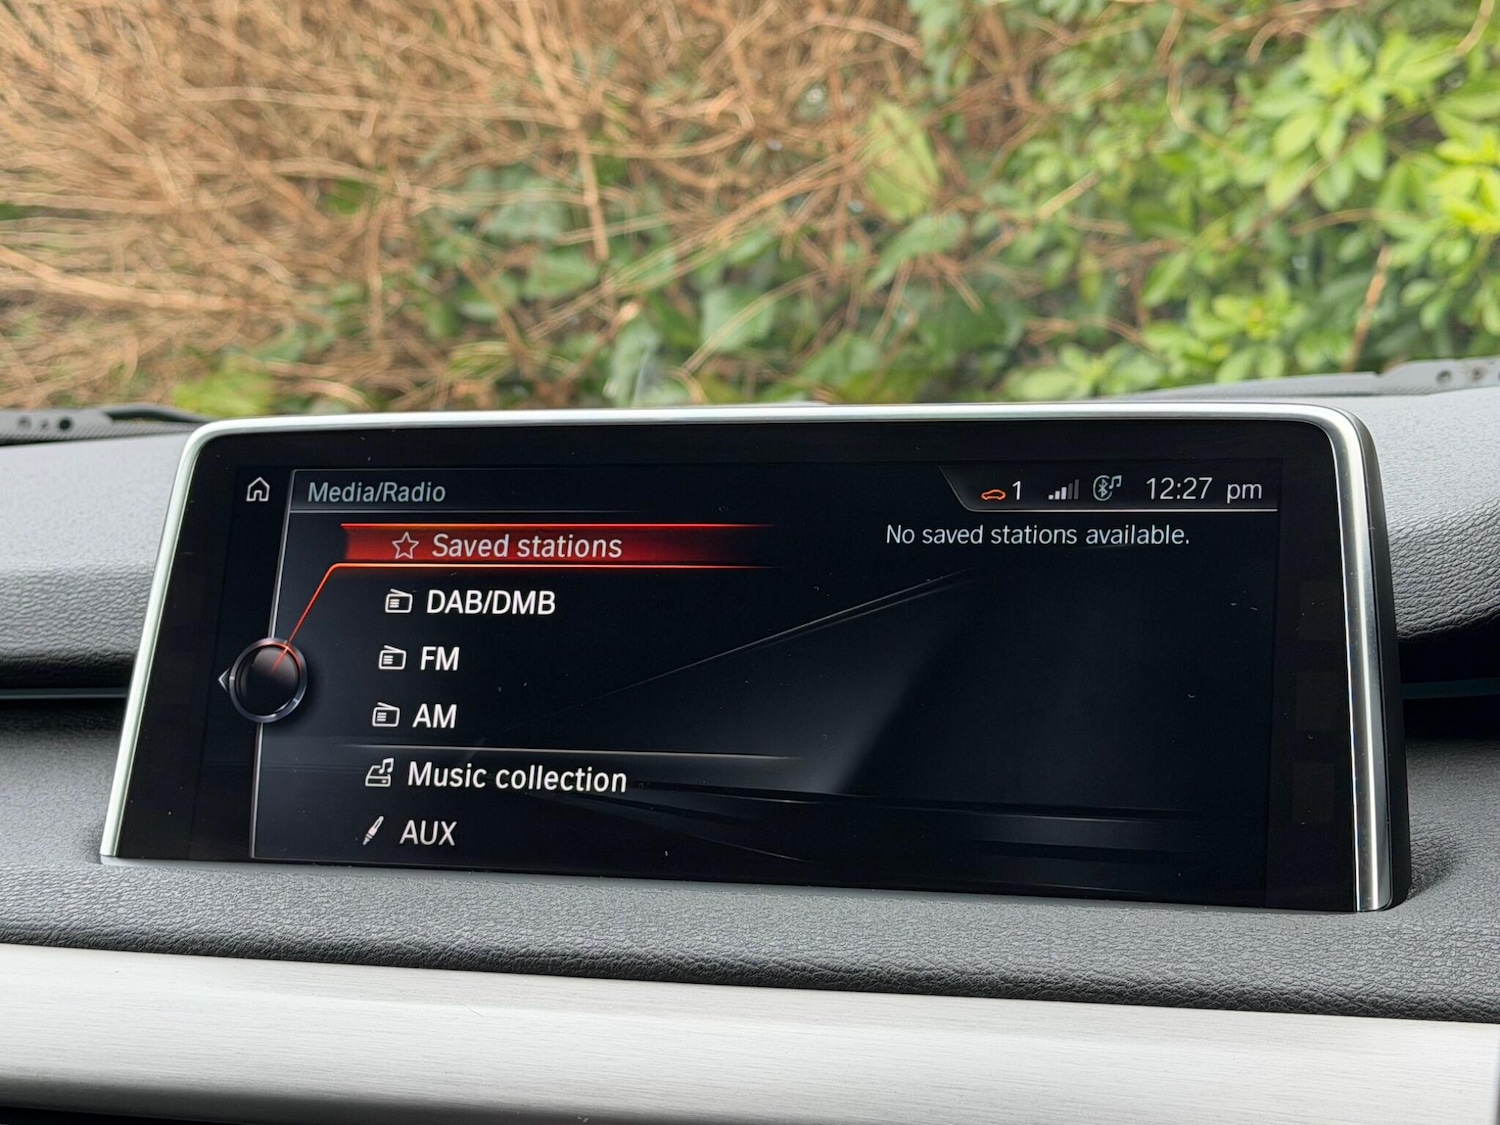 Media/Radio
1
12:27 pm
Saved stations
No saved stations available.
DAB/DMB
FM
AM
Music collection
AUX